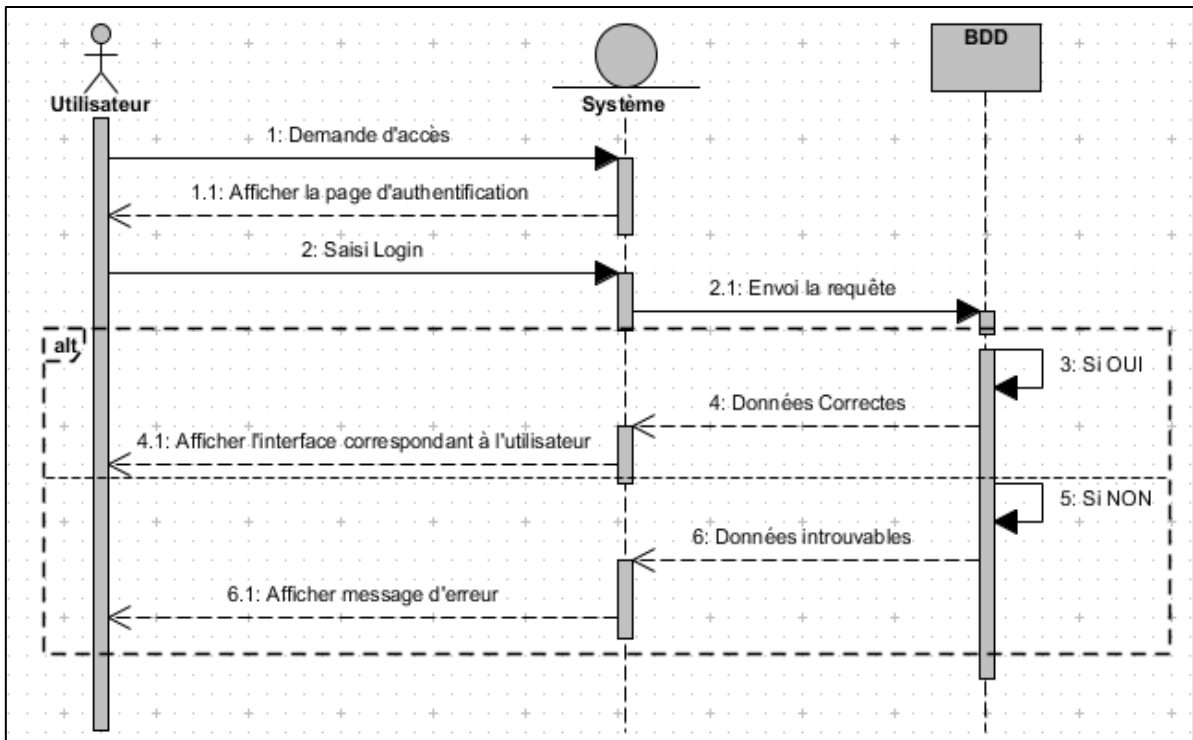 BDD
Utilisateur
Système
1: Demande d'accès
1.1: Afficher la page d'authentification
2: Saisi Login
2.1: Envoi la requête
alt
3: Si OUI
4: Données Correctes
4.1: Afficher l'interface correspondant à l'utilisateur
5: Si NON
6: Données introuvables
6.1: Afficher message d'erreur